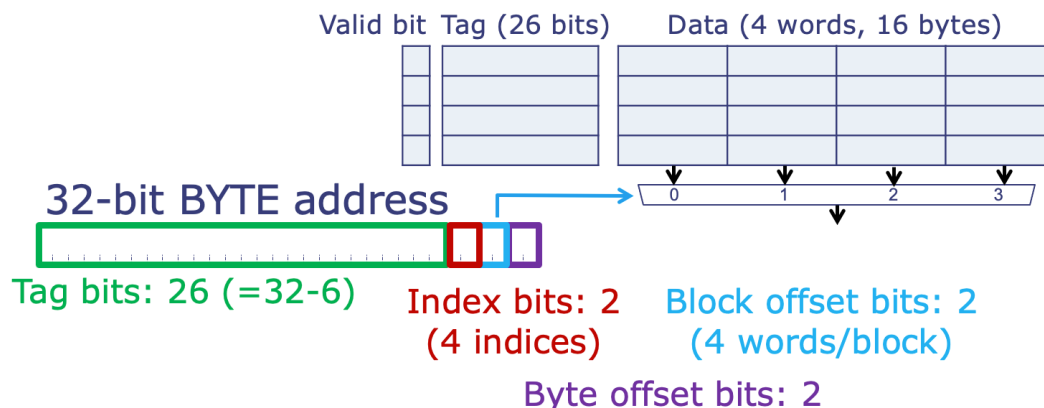 Valid bit Tag (26 bits) Data (4 words, 16 bytes)
0 1 2 3
32-bit BYTE address
Tag bits: 26 (=32-6)
Index bits: 2
(4 indices)
Block offset bits: 2
(4 words/block)
Byte offset bits: 2